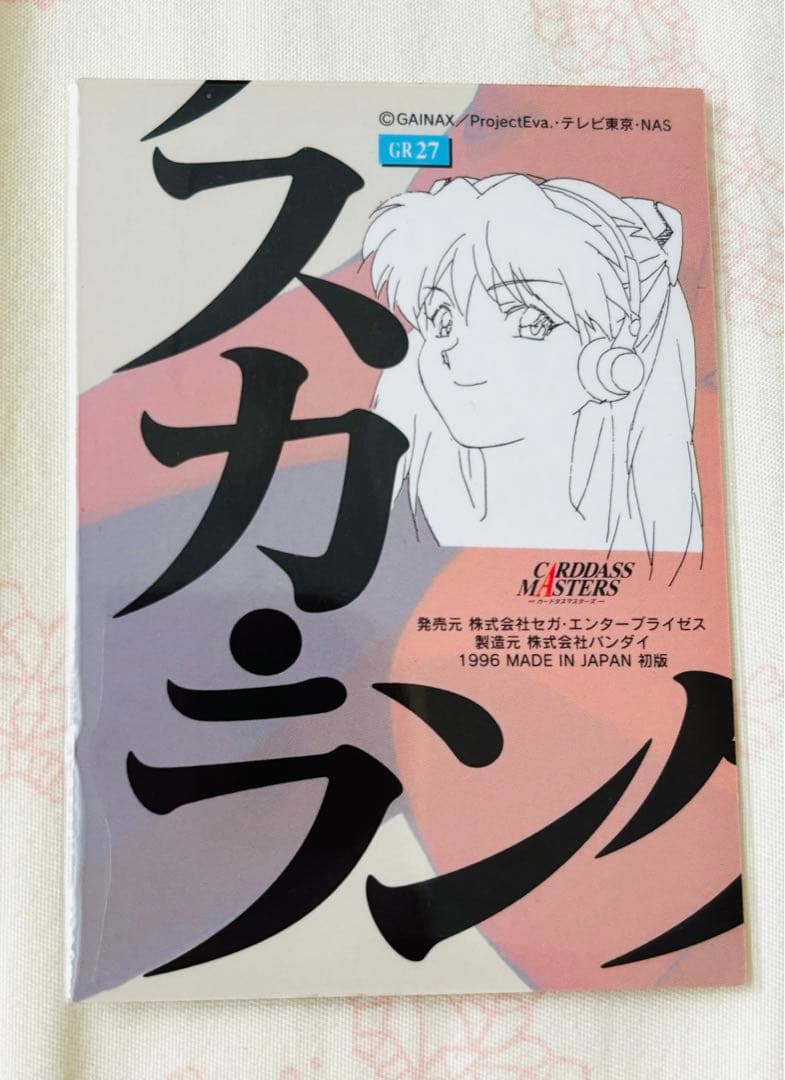 ©GAINAX／ProjectEva.・テレビ東京・NAS
GR27
スカ・
ラン
CARDDASS
MASTERS
カードダスマスターズ
発売元 株式会社セガ・エンタープライゼス
製造元 株式会社バンダイ
1996 MADE IN JAPAN 初版